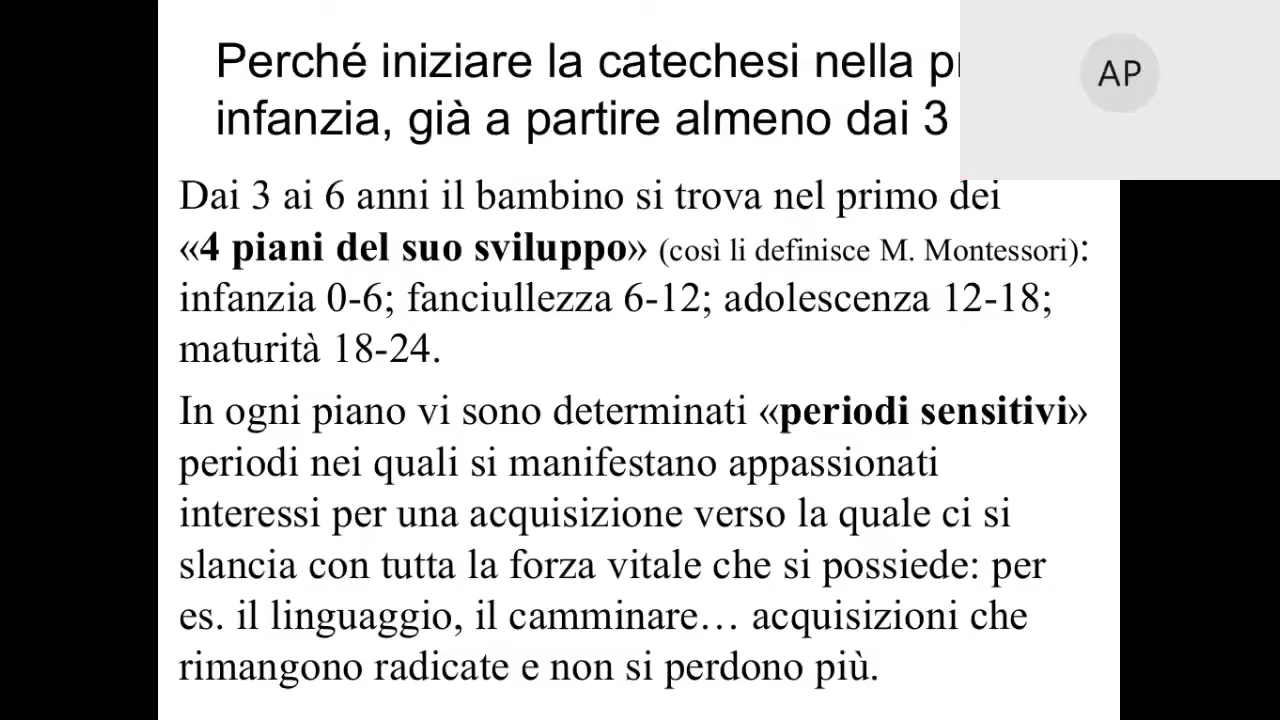 Perché iniziare la catechesi nella
infanzia, già a partire almeno dai 3
AP
Dai 3 ai 6 anni il bambino si trova nel primo dei
«4 piani del suo sviluppo» (così li definisce M. Montessori):
infanzia 0-6; fanciullezza 6-12; adolescenza 12-18;
maturità 18-24.
In ogni piano vi sono determinati «periodi sensitivi»
periodi nei quali si manifestano appassionati
interessi per una acquisizione verso la quale ci si
slancia con tutta la forza vitale che si possiede: per
es. il linguaggio, il camminare… acquisizioni che
rimangono radicate e non si perdono più.